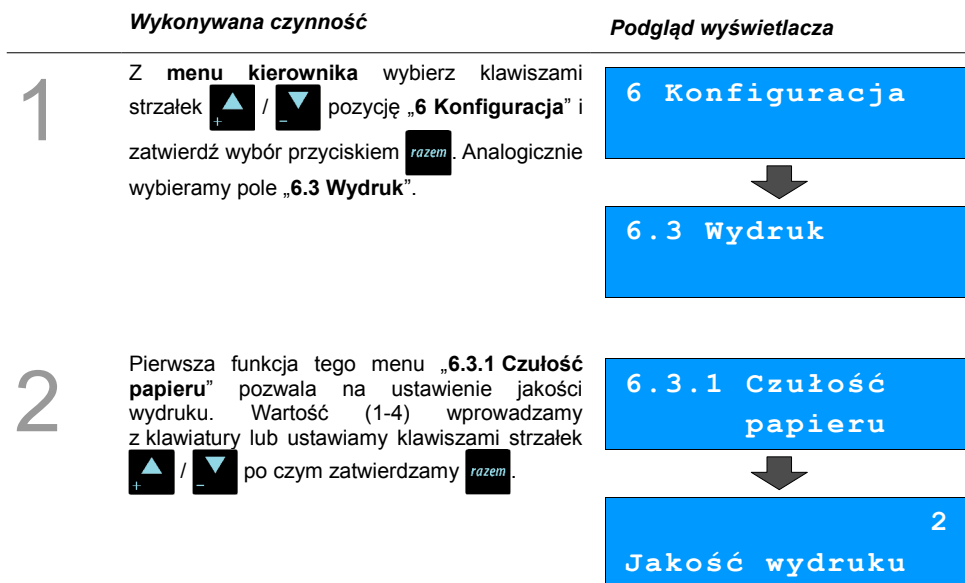 Wykonywana czynność
Podgląd wyświetlacza
1
Z menu kierownika wybierz klawiszami
strzałek + / - pozycję „6 Konfiguracja” i
zatwierdź wybór przyciskiem razem. Analogicznie
wybieramy pole „6.3 Wydruk”.
6 Konfiguracja
6.3 Wydruk
2
Pierwsza funkcja tego menu „6.3.1 Czułość
papieru” pozwala na ustawienie jakości
wydruku. Wartość (1-4) wprowadzamy
z klawiatury lub ustawiamy klawiszami strzałek
+ / - po czym zatwierdzamy razem.
6.3.1 Czułość
papieru
2
Jakość wydruku